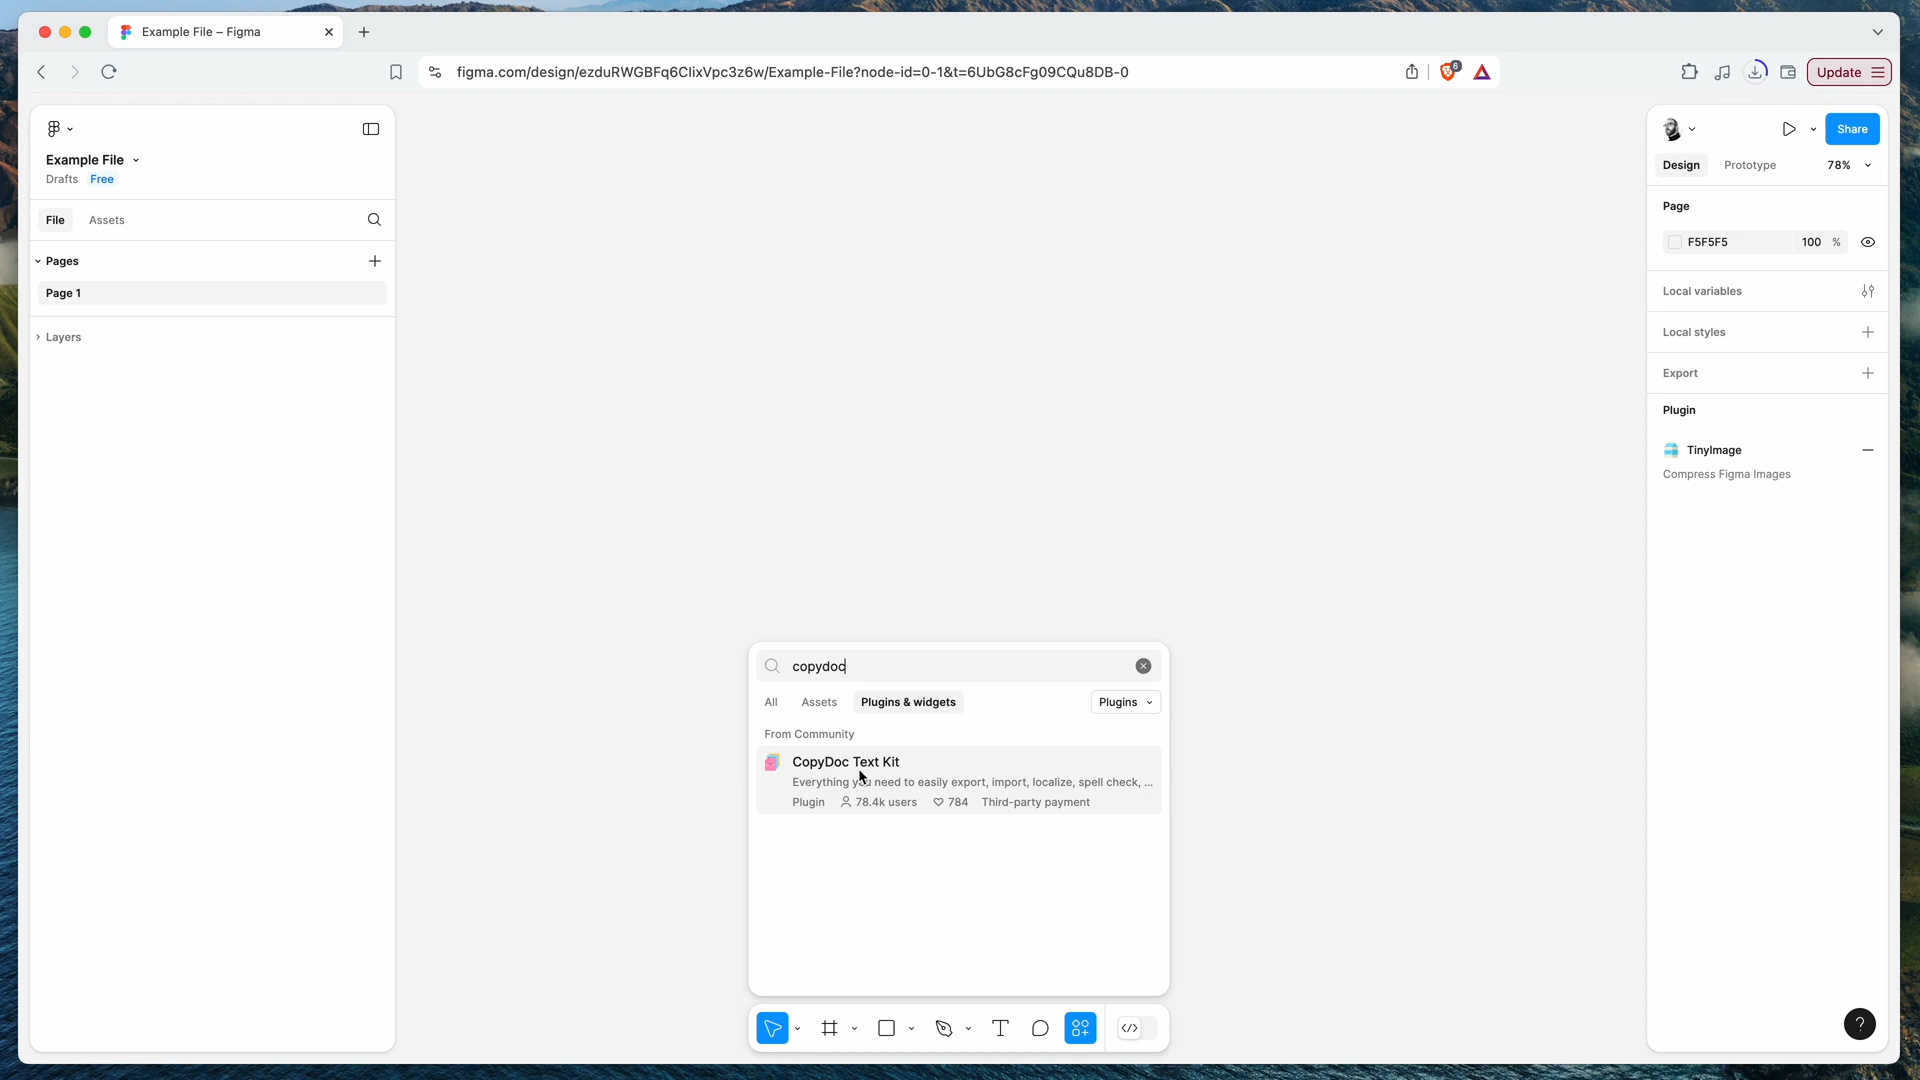 Example File – Figma
figma.com/design/ezduRWGBFq6ClixVpc3z6w/Example-File?node-id=0-1&t=6UbG8cFg09CQu8DB-0
6
Update
Example File
Drafts Free
File Assets
Pages
Page 1
Layers
Share
Design Prototype 78%
Page
F5F5F5 100 %
Local variables
Local styles
Export
Plugin
TinyImage
Compress Figma Images
copydoc
All Assets Plugins & widgets Plugins
From Community
CopyDoc Text Kit
Everything you need to easily export, import, localize, spell check, ...
Plugin 78.4k users 784 Third-party payment
?